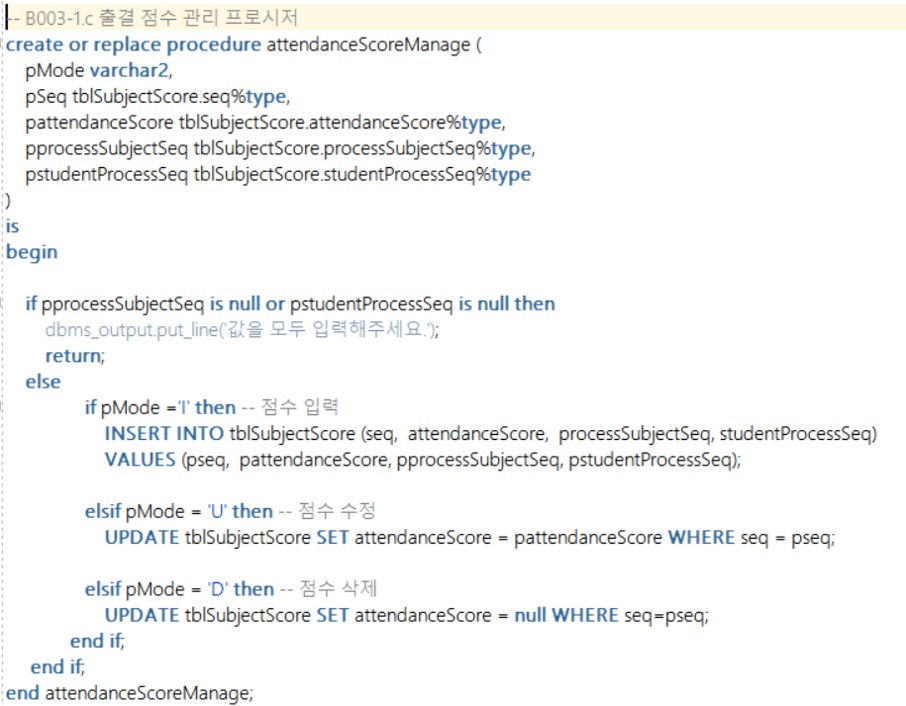 -- B003-1.c 출결 점수 관리 프로시저
create or replace procedure attendanceScoreManage (
pMode varchar2,
pSeq tblSubjectScore.seq%type,
pattendanceScore tblSubjectScore.attendanceScore%type,
pprocessSubjectSeq tblSubjectScore.processSubjectSeq%type,
pstudentProcessSeq tblSubjectScore.studentProcessSeq%type
)
is
begin
if pprocessSubjectSeq is null or pstudentProcessSeq is null then
dbms_output.put_line('값을 모두 입력해주세요.');
return;
else
if pMode ='I' then -- 점수 입력
INSERT INTO tblSubjectScore (seq, attendanceScore, processSubjectSeq, studentProcessSeq)
VALUES (pseq, pattendanceScore, pprocessSubjectSeq, pstudentProcessSeq);
elsif pMode = 'U' then -- 점수 수정
UPDATE tblSubjectScore SET attendanceScore = pattendanceScore WHERE seq = pseq;
elsif pMode = 'D' then -- 점수 삭제
UPDATE tblSubjectScore SET attendanceScore = null WHERE seq=pseq;
end if;
end if;
end attendanceScoreManage;